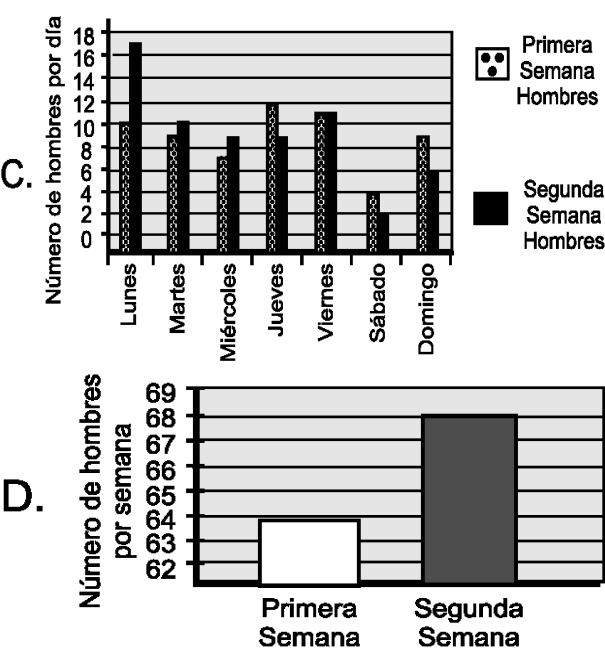 C.
Número de hombres por día
18
16
14
12
10
8
6
4
2
0
Lunes
Martes
Miércoles
Jueves
Viernes
Sábado
Domingo
Primera
Semana
Hombres
Segunda
Semana
Hombres
D.
Número de hombres
por semana
69
68
67
66
65
64
63
62
Primera
Semana
Segunda
Semana